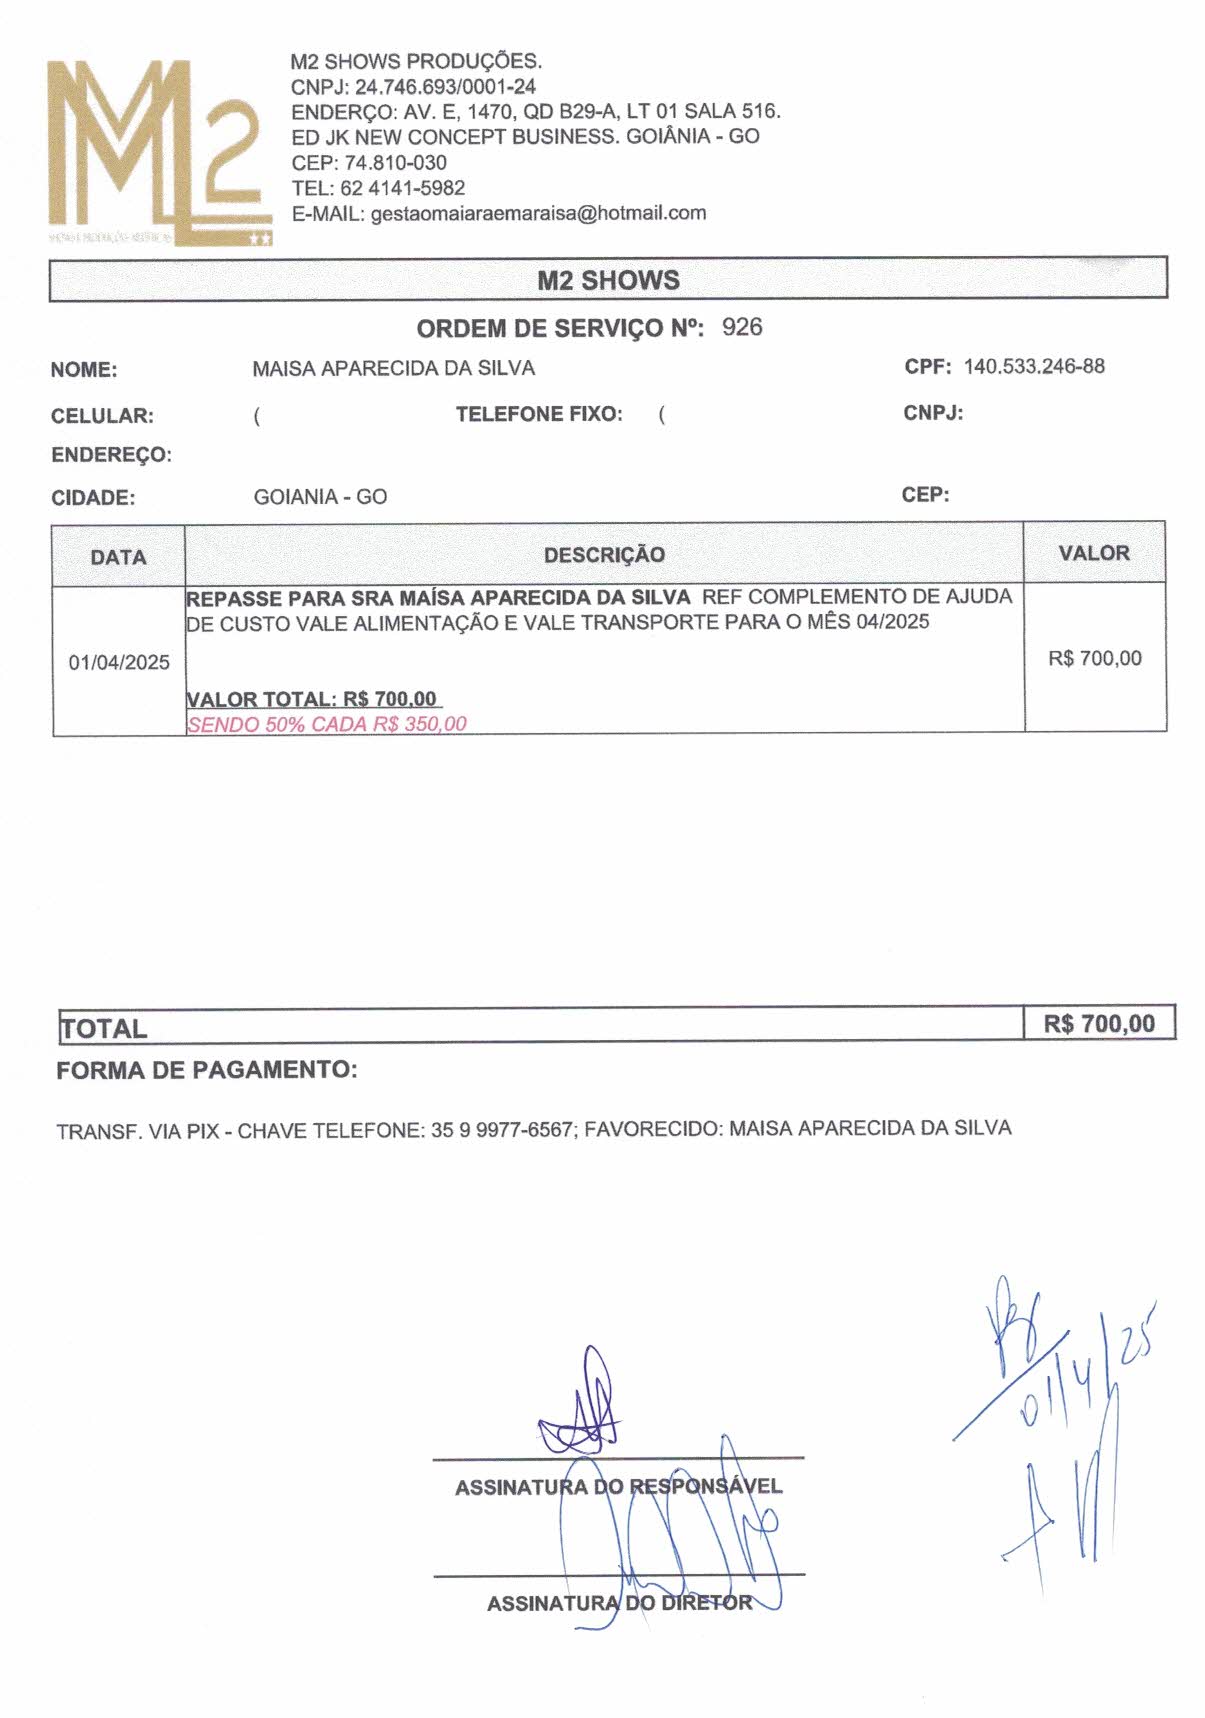 M2
M2 SHOWS PRODUÇÕES.
CNPJ: 24.746.693/0001-24
ENDERÇO: AV. E, 1470, QD B29-A, LT 01 SALA 516.
ED JK NEW CONCEPT BUSINESS. GOIÂNIA - GO
CEP: 74.810-030
TEL: 62 4141-5982
E-MAIL: gestaomaiaraemaraisa@hotmail.com
M2 SHOWS
ORDEM DE SERVIÇO Nº: 926
NOME: MAISA APARECIDA DA SILVA CPF: 140.533.246-88
CELULAR: ( TELEFONE FIXO: ( CNPJ:
ENDEREÇO:
CIDADE: GOIANIA - GO CEP:
DATA DESCRIÇÃO VALOR
REPASSE PARA SRA MAÍSA APARECIDA DA SILVA REF COMPLEMENTO DE AJUDA
DE CUSTO VALE ALIMENTAÇÃO E VALE TRANSPORTE PARA O MÊS 04/2025
01/04/2025 R$ 700,00
VALOR TOTAL: R$ 700,00
SENDO 50% CADA R$ 350,00
TOTAL R$ 700,00
FORMA DE PAGAMENTO:
TRANSF. VIA PIX - CHAVE TELEFONE: 35 9 9977-6567; FAVORECIDO: MAISA APARECIDA DA SILVA
01/4/25
ASSINATURA DO RESPONSÁVEL
ASSINATURA DO DIRETOR